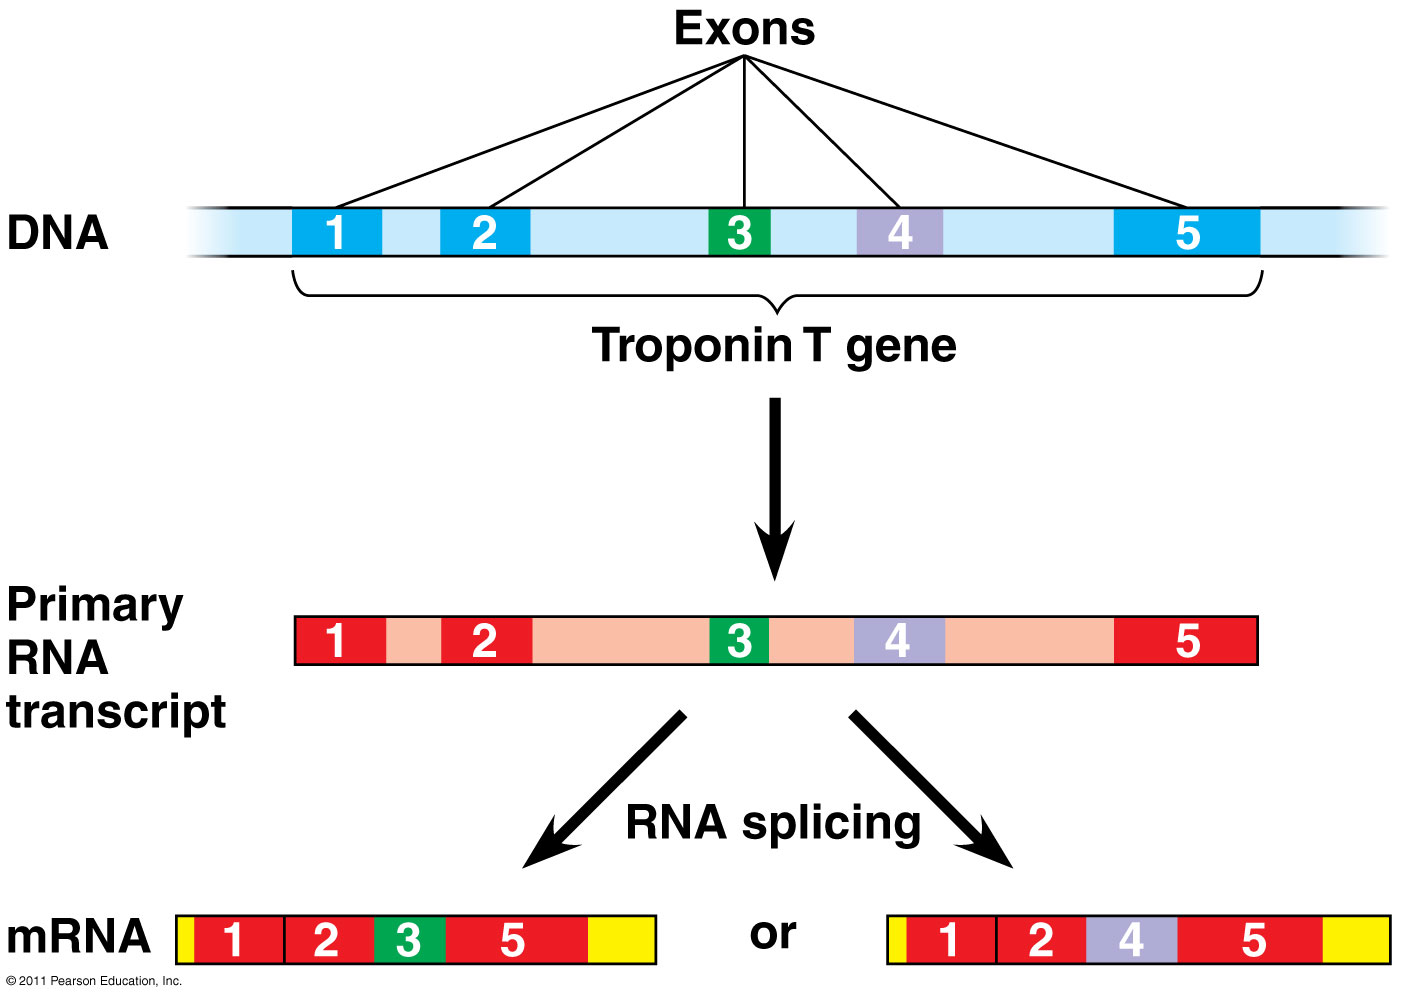 Exons
DNA 1 2 3 4 5
Troponin T gene
Primary
RNA
transcript
1 2 3 4 5
RNA splicing
mRNA 1 2 3 5 or 1 2 4 5
© 2011 Pearson Education, Inc.